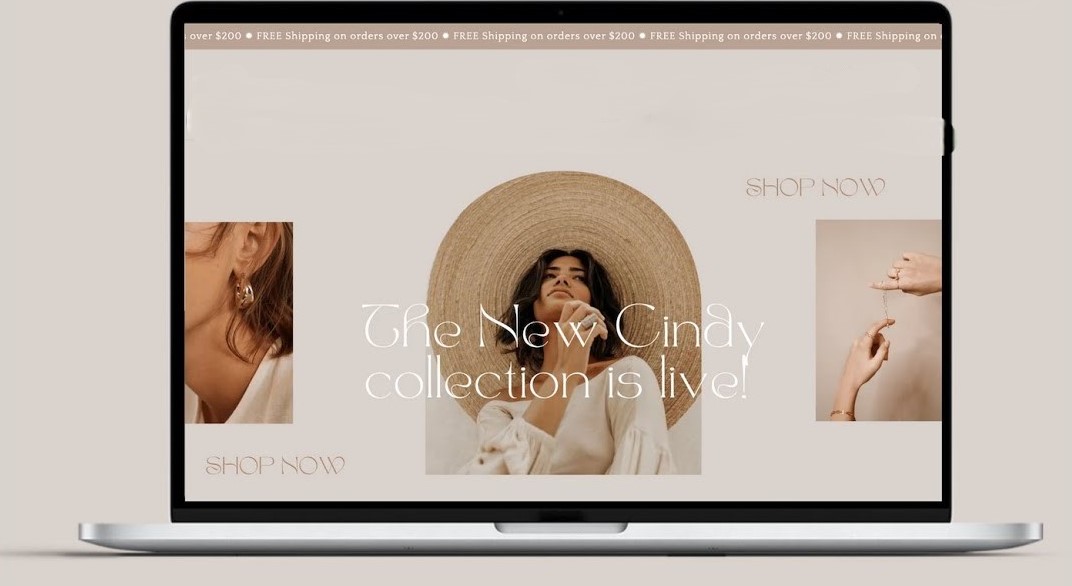 s over $200 ● FREE Shipping on orders over $200 ● FREE Shipping on orders over $200 ● FREE Shipping on orders over $200 ● FREE Shipping on
SHOP NOW
The New Cindy
collection is live!
SHOP NOW